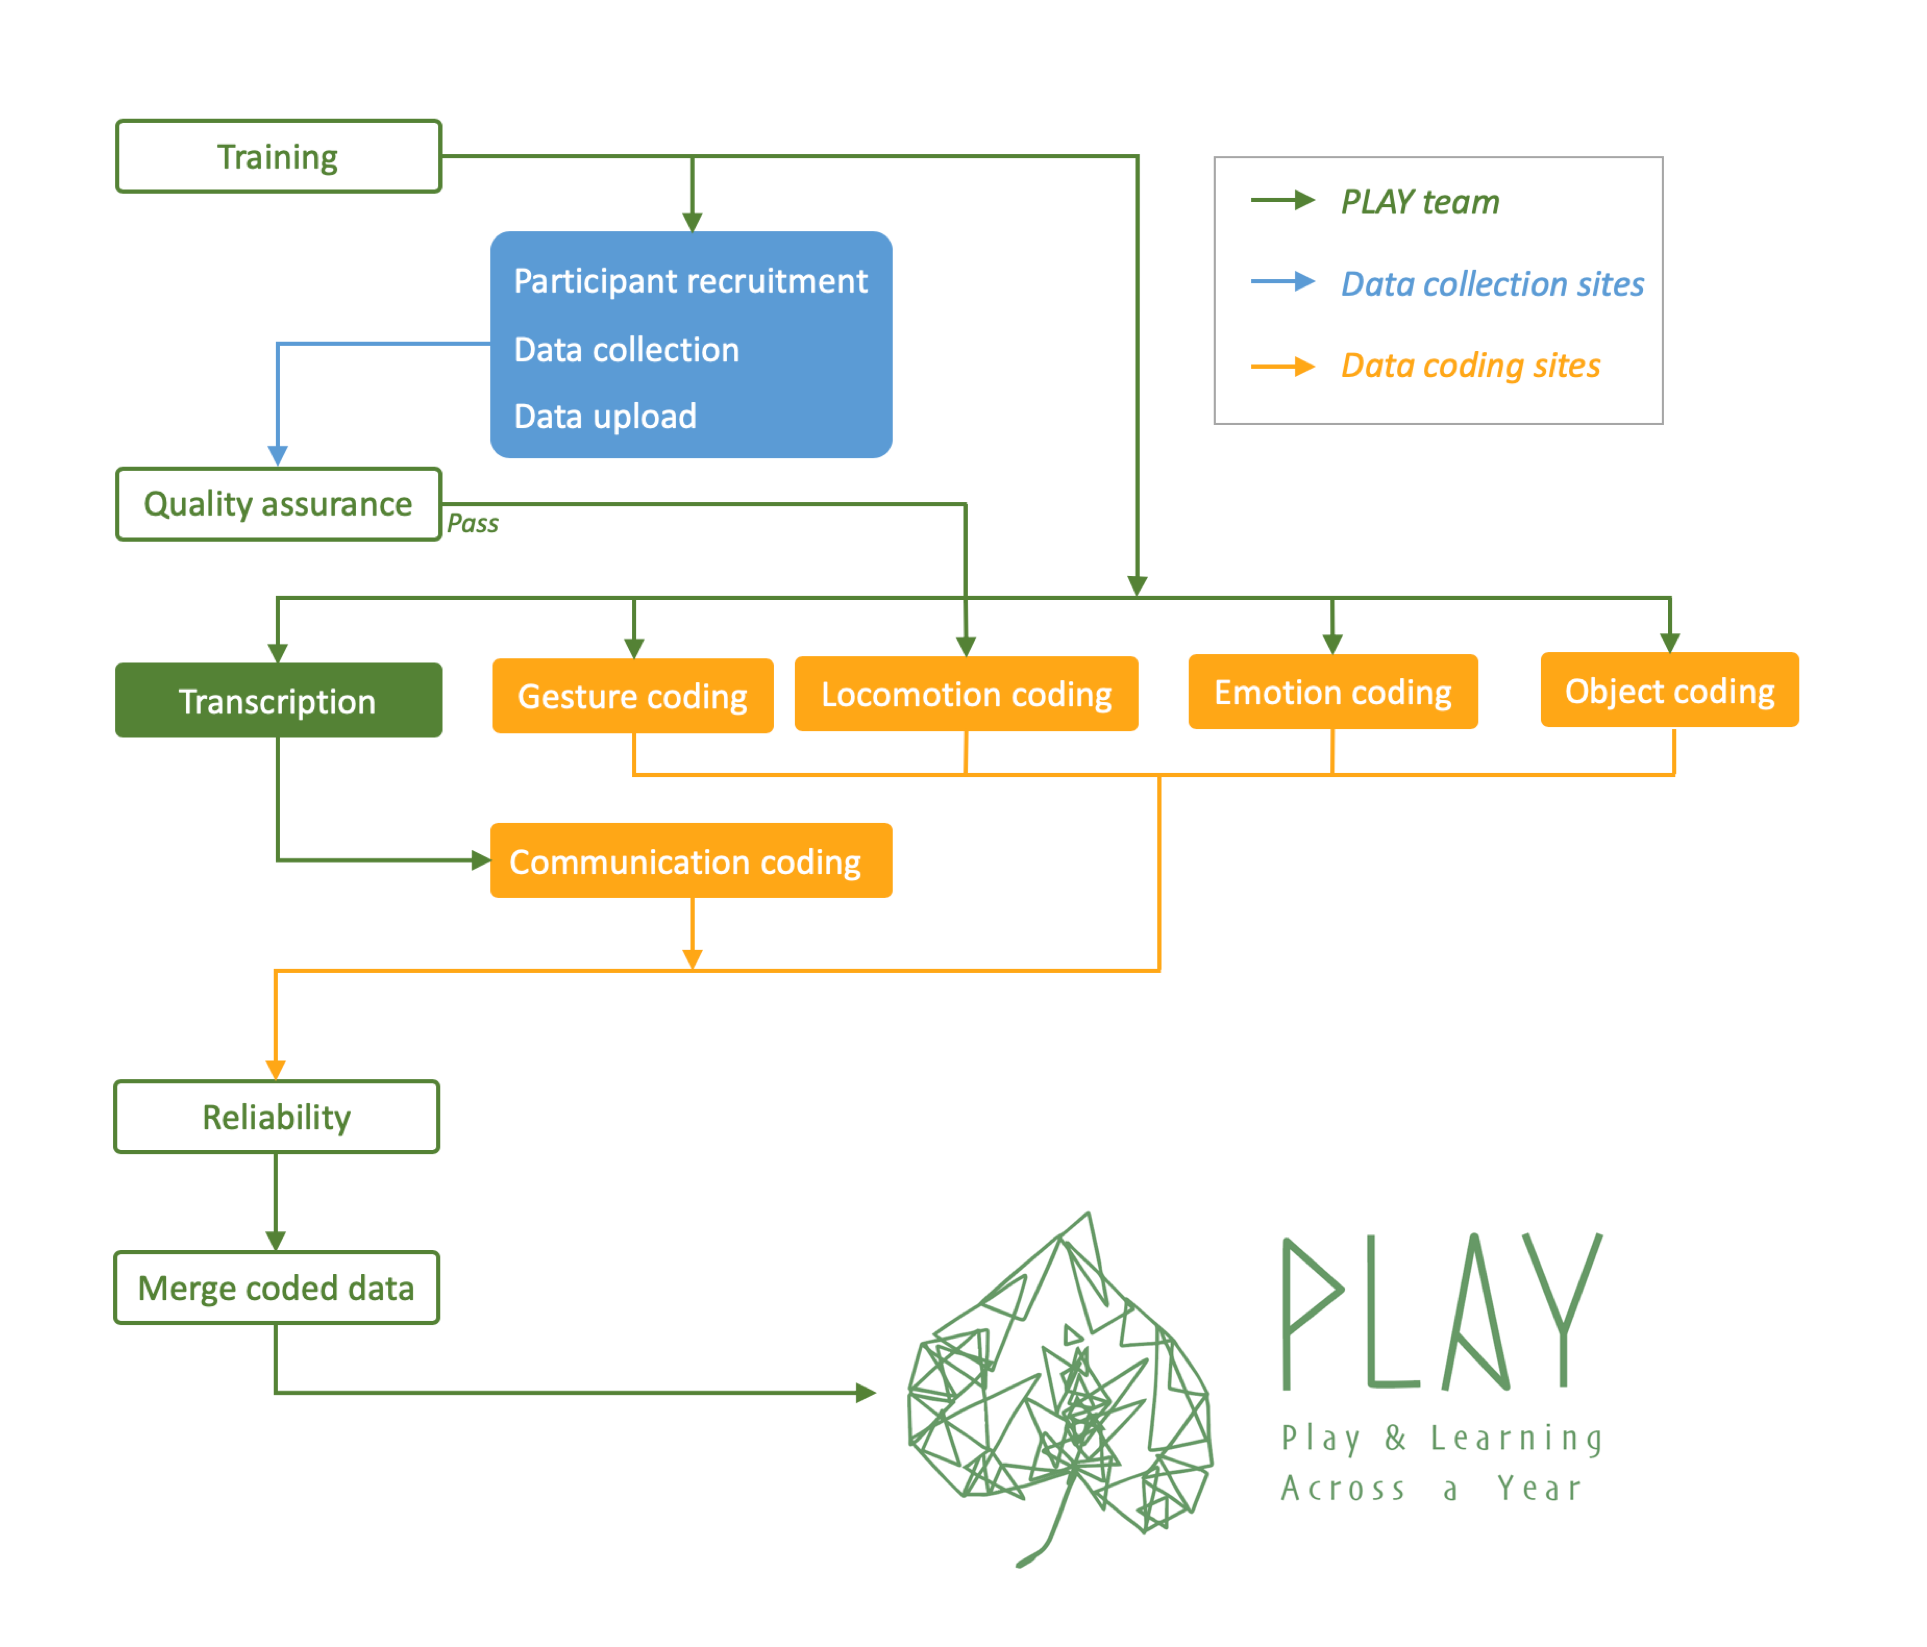 Training
PLAY team
Data collection sites
Data coding sites
Participant recruitment
Data collection
Data upload
Quality assurance
Pass
Transcription
Gesture coding
Locomotion coding
Emotion coding
Object coding
Communication coding
Reliability
Merge coded data
PLAY
Play & Learning
Across a Year